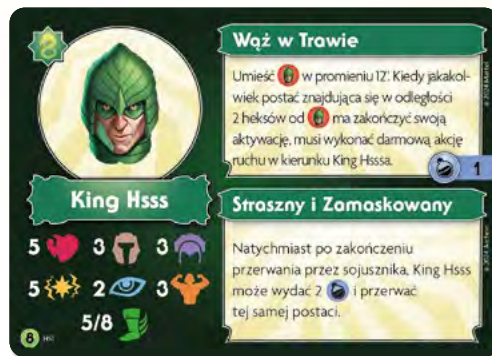 8
Wąż w Trawie
Umieść w promieniu 12". Kiedy jakakol-
wiek postać znajdująca się w odległości
2 heksów od ma zakończyć swoją
aktywację, musi wykonać darmową akcję
ruchu w kierunku King Hsssa.
1
King Hsss
5 3 3
5 2 3
5/8
8
Straszny i Zamaskowany
Natychmiast po zakończeniu
przerwania przez sojusznika, King Hsss
może wydać 2 i przerwać
tej samej postaci.